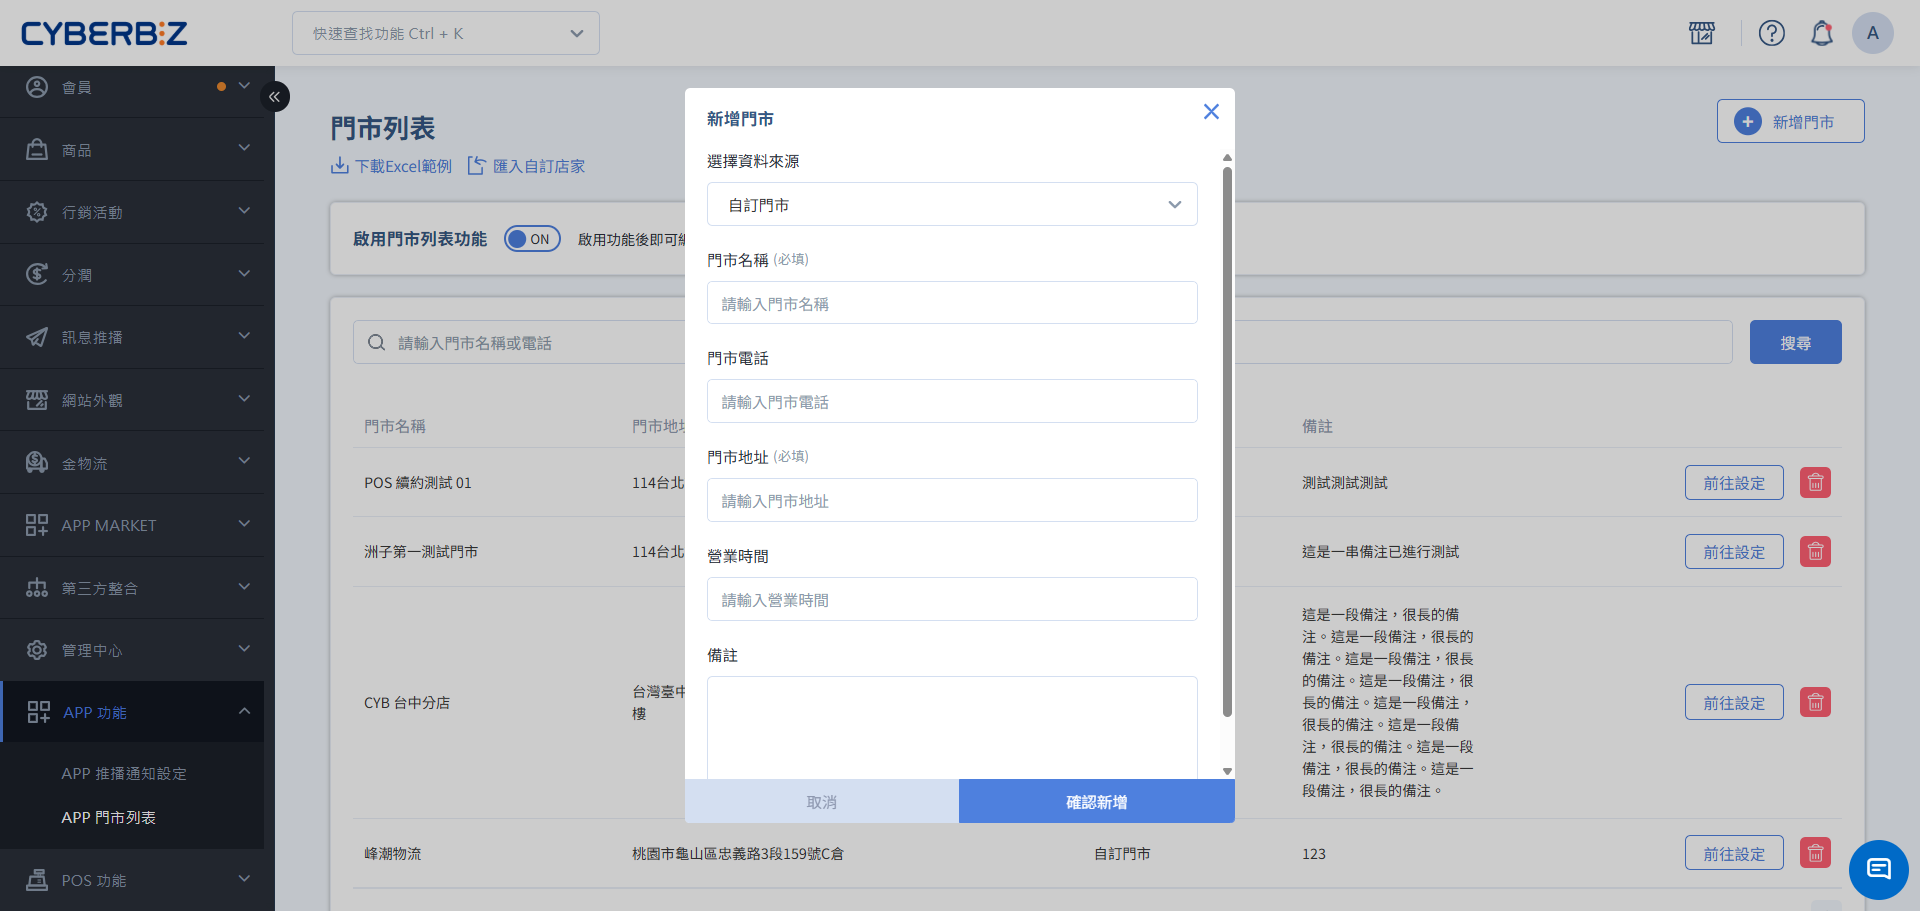 CYBERBIZ
快速查找功能 Ctrl + K
A
會員
商品
行銷活動
分潤
訊息推播
網站外觀
金物流
APP MARKET
第三方整合
管理中心
APP 功能
APP 推播通知設定
APP 門市列表
POS 功能
門市列表
下載Excel範例
匯入自訂店家
新增門市
啟用門市列表功能
ON
啟用功能後即可
請輸入門市名稱或電話
搜尋
門市名稱
門市地
備註
POS 續約測試 01
114台北
測試測試測試
前往設定
洲子第一測試門市
114台北
這是一串備注已進行測試
前往設定
CYB 台中分店
台灣臺中
樓
這是一段備注，很長的備
注。這是一段備注，很長的
備注。這是一段備注，很長
的備注。這是一段備注，很
長的備注。這是一段備注，
很長的備注。這是一段備
注，很長的備注。這是一段
備注，很長的備注。這是一
段備注，很長的備注。
前往設定
峰潮物流
桃園市龜山區忠義路3段159號C倉
自訂門市
123
前往設定
新增門市
選擇資料來源
自訂門市
門市名稱 (必填)
請輸入門市名稱
門市電話
請輸入門市電話
門市地址 (必填)
請輸入門市地址
營業時間
請輸入營業時間
備註
取消
確認新增